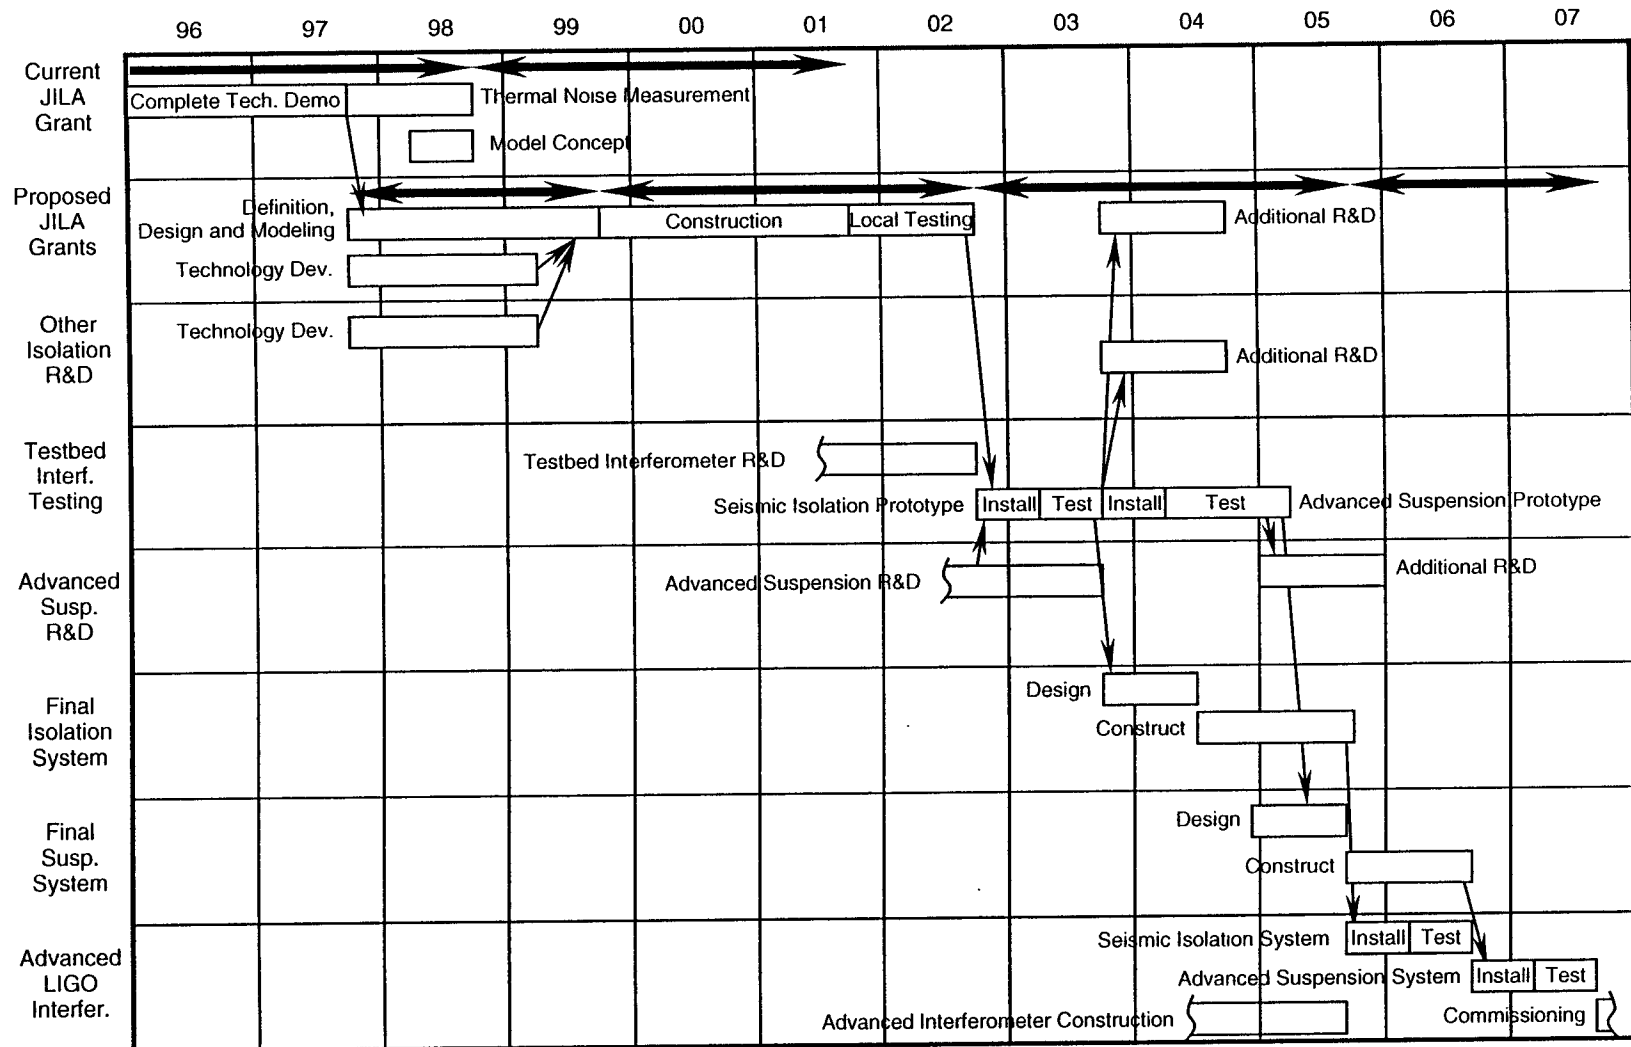 96 97 98 99 00 01 02 03 04 05 06 07
Current
JILA
Grant
Complete Tech. Demo
Thermal Noise Measurement
Model Concept
Proposed
JILA
Grants
Definition,
Design and Modeling
Construction
Local Testing
Additional R&D
Technology Dev.
Other
Isolation
R&D
Technology Dev.
Additional R&D
Testbed
Interf.
Testing
Testbed Interferometer R&D
Seismic Isolation Prototype
Install
Test
Install
Test
Advanced Suspension Prototype
Advanced
Susp.
R&D
Advanced Suspension R&D
Additional R&D
Final
Isolation
System
Design
Construct
Final
Susp.
System
Design
Construct
Advanced
LIGO
Interfer.
Seismic Isolation System
Install
Test
Advanced Suspension System
Install
Test
Advanced Interferometer Construction
Commissioning